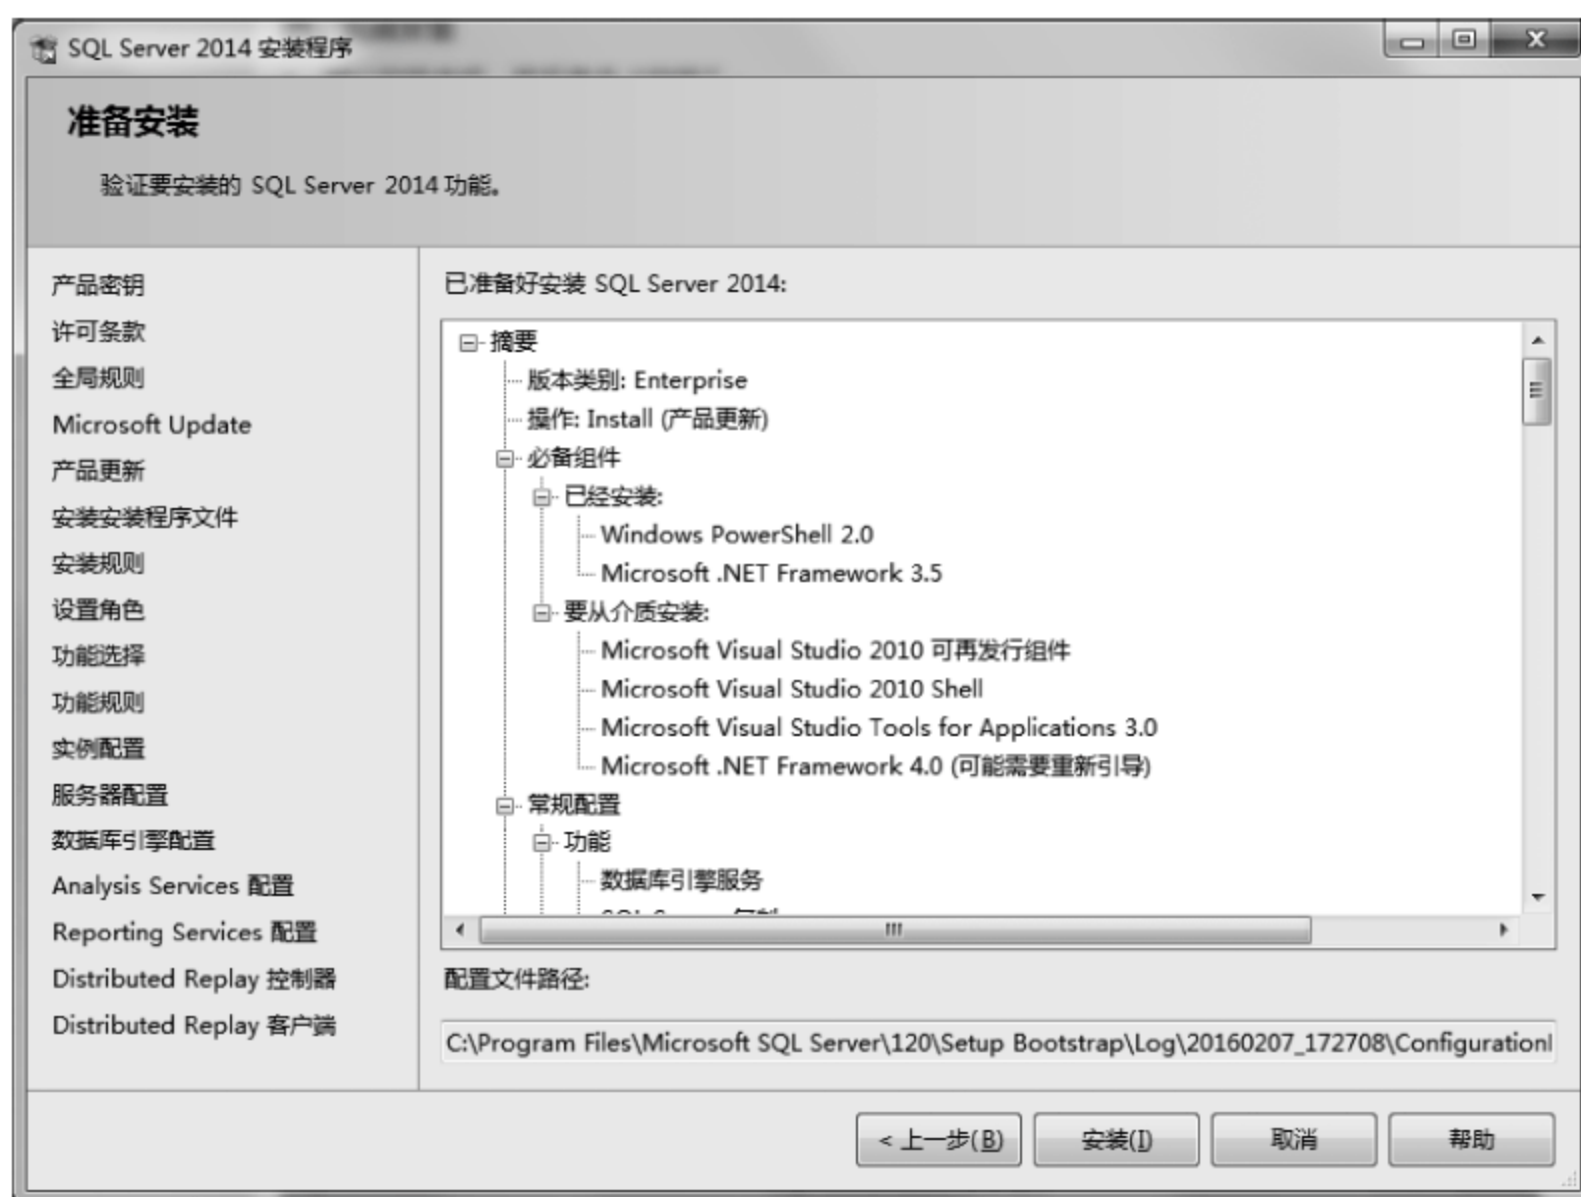 SQL Server 2014 安装程序
准备安装
验证要安装的 SQL Server 2014 功能。
产品密钥
许可条款
全局规则
Microsoft Update
产品更新
安装安装程序文件
安装规则
设置角色
功能选择
功能规则
实例配置
服务器配置
数据库引擎配置
Analysis Services 配置
Reporting Services 配置
Distributed Replay 控制器
Distributed Replay 客户端
已准备好安装 SQL Server 2014:
摘要
版本类别: Enterprise
操作: Install (产品更新)
必备组件
已经安装:
Windows PowerShell 2.0
Microsoft .NET Framework 3.5
要从介质安装:
Microsoft Visual Studio 2010 可再发行组件
Microsoft Visual Studio 2010 Shell
Microsoft Visual Studio Tools for Applications 3.0
Microsoft .NET Framework 4.0 (可能需要重新引导)
常规配置
功能
数据库引擎服务
配置文件路径:
C:\Program Files\Microsoft SQL Server\120\Setup Bootstrap\Log\20160207_172708\Configuration
< 上一步(B)
安装(I)
取消
帮助